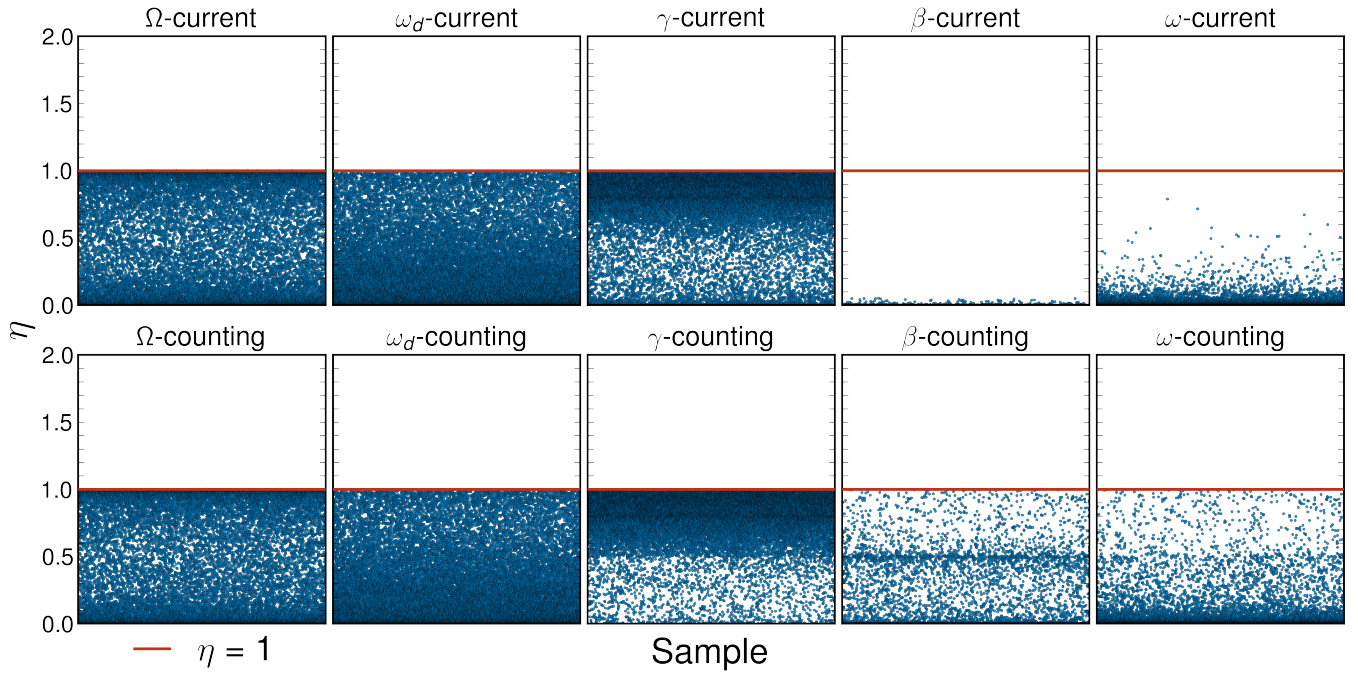 Ω-current ω_d-current γ-current β-current ω-current
2.0
1.5
1.0
0.5
0.0
η
Ω-counting ω_d-counting γ-counting β-counting ω-counting
2.0
1.5
1.0
0.5
0.0
η = 1
Sample